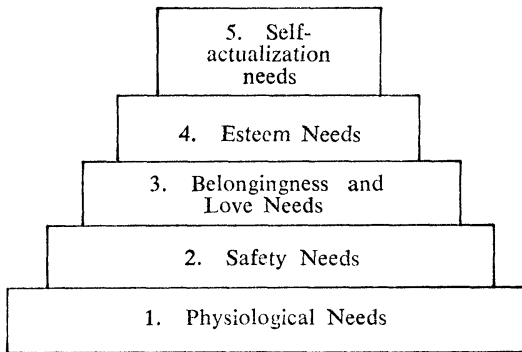 5. Self-
actualization
needs
4. Esteem Needs
3. Belongingness and
Love Needs
2. Safety Needs
1. Physiological Needs